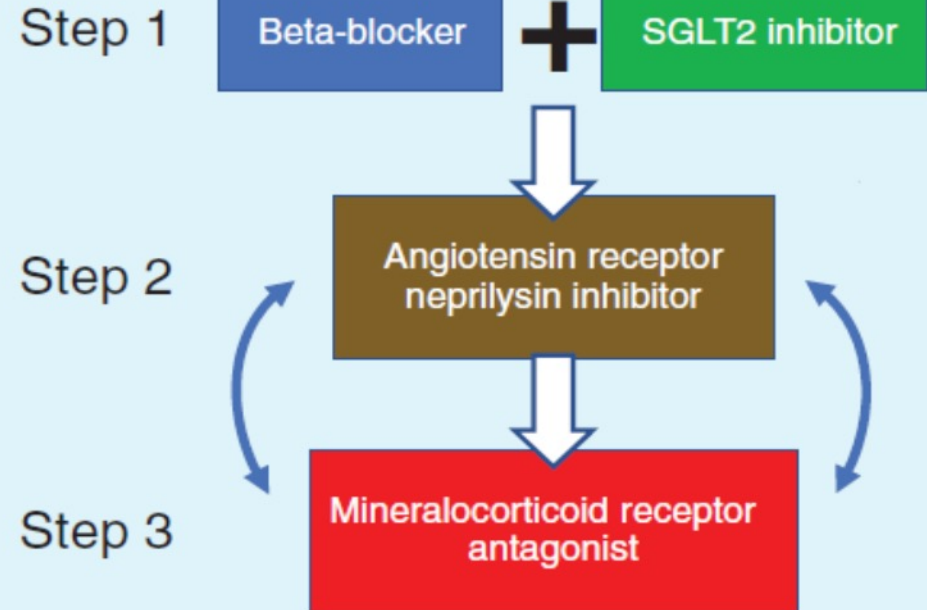 Step 1
Beta-blocker
+
SGLT2 inhibitor
Step 2
Angiotensin receptor
neprilysin inhibitor
Step 3
Mineralocorticoid receptor
antagonist